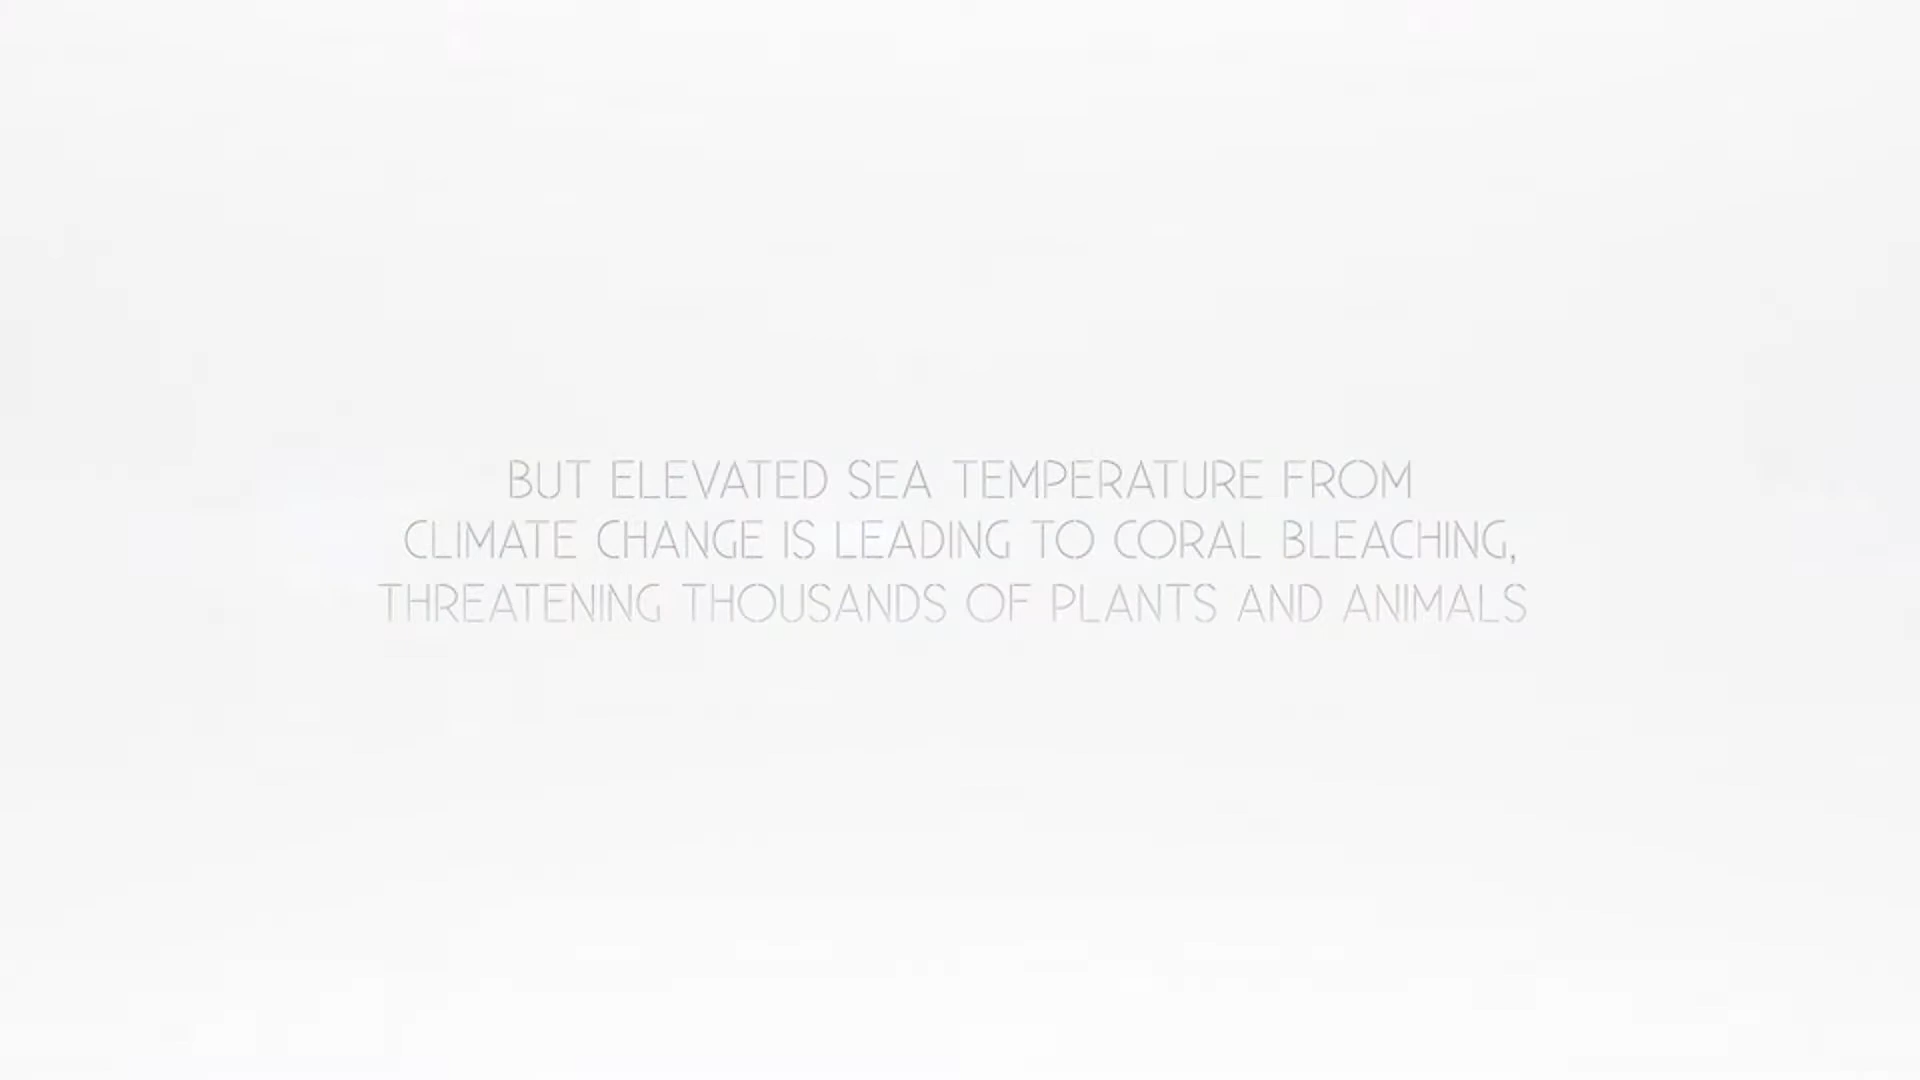 BUT ELEVATED SEA TEMPERATURE FROM
CLIMATE CHANGE IS LEADING TO CORAL BLEACHING,
THREATENING THOUSANDS OF PLANTS AND ANIMALS